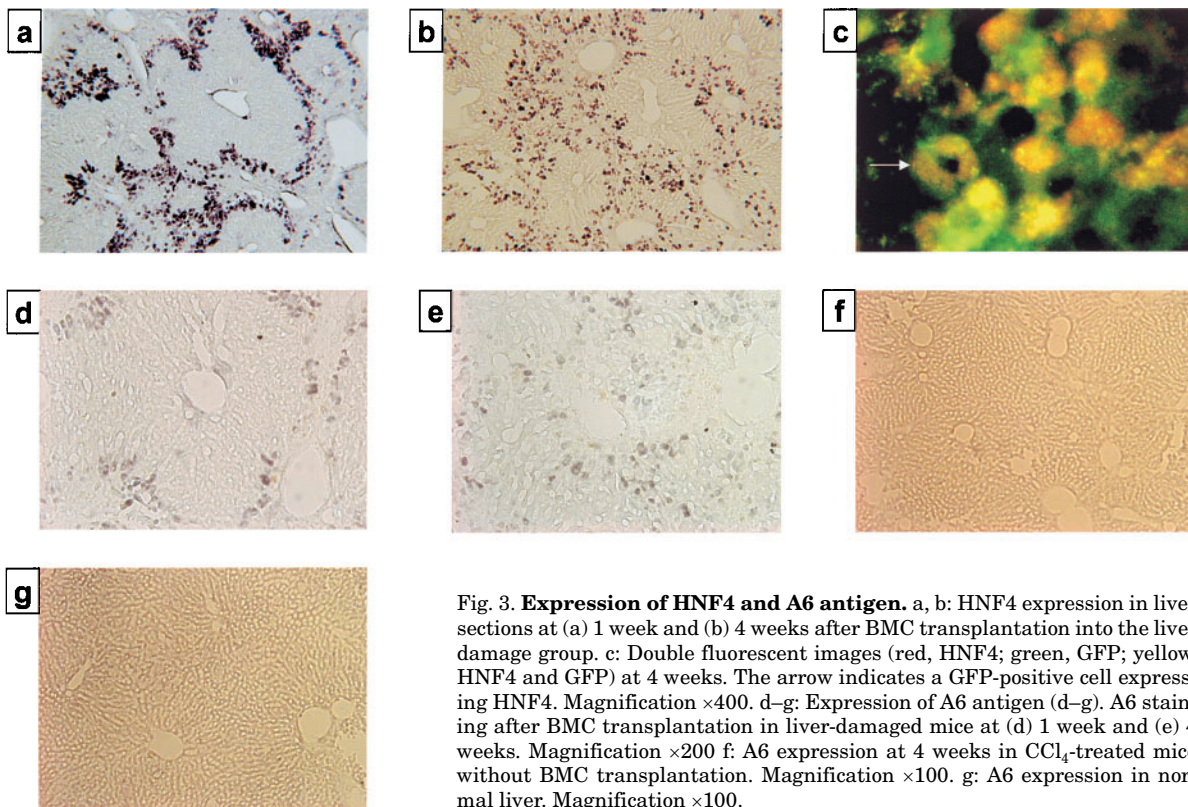 a
b
c
d
e
f
g
Fig. 3. Expression of HNF4 and A6 antigen. a, b: HNF4 expression in live
sections at (a) 1 week and (b) 4 weeks after BMC transplantation into the live
damage group. c: Double fluorescent images (red, HNF4; green, GFP; yellow
HNF4 and GFP) at 4 weeks. The arrow indicates a GFP-positive cell express
ing HNF4. Magnification ×400. d–g: Expression of A6 antigen (d–g). A6 stain
ing after BMC transplantation in liver-damaged mice at (d) 1 week and (e) 4
weeks. Magnification ×200 f: A6 expression at 4 weeks in CCl₄-treated mice
without BMC transplantation. Magnification ×100. g: A6 expression in nor
mal liver. Magnification ×100.